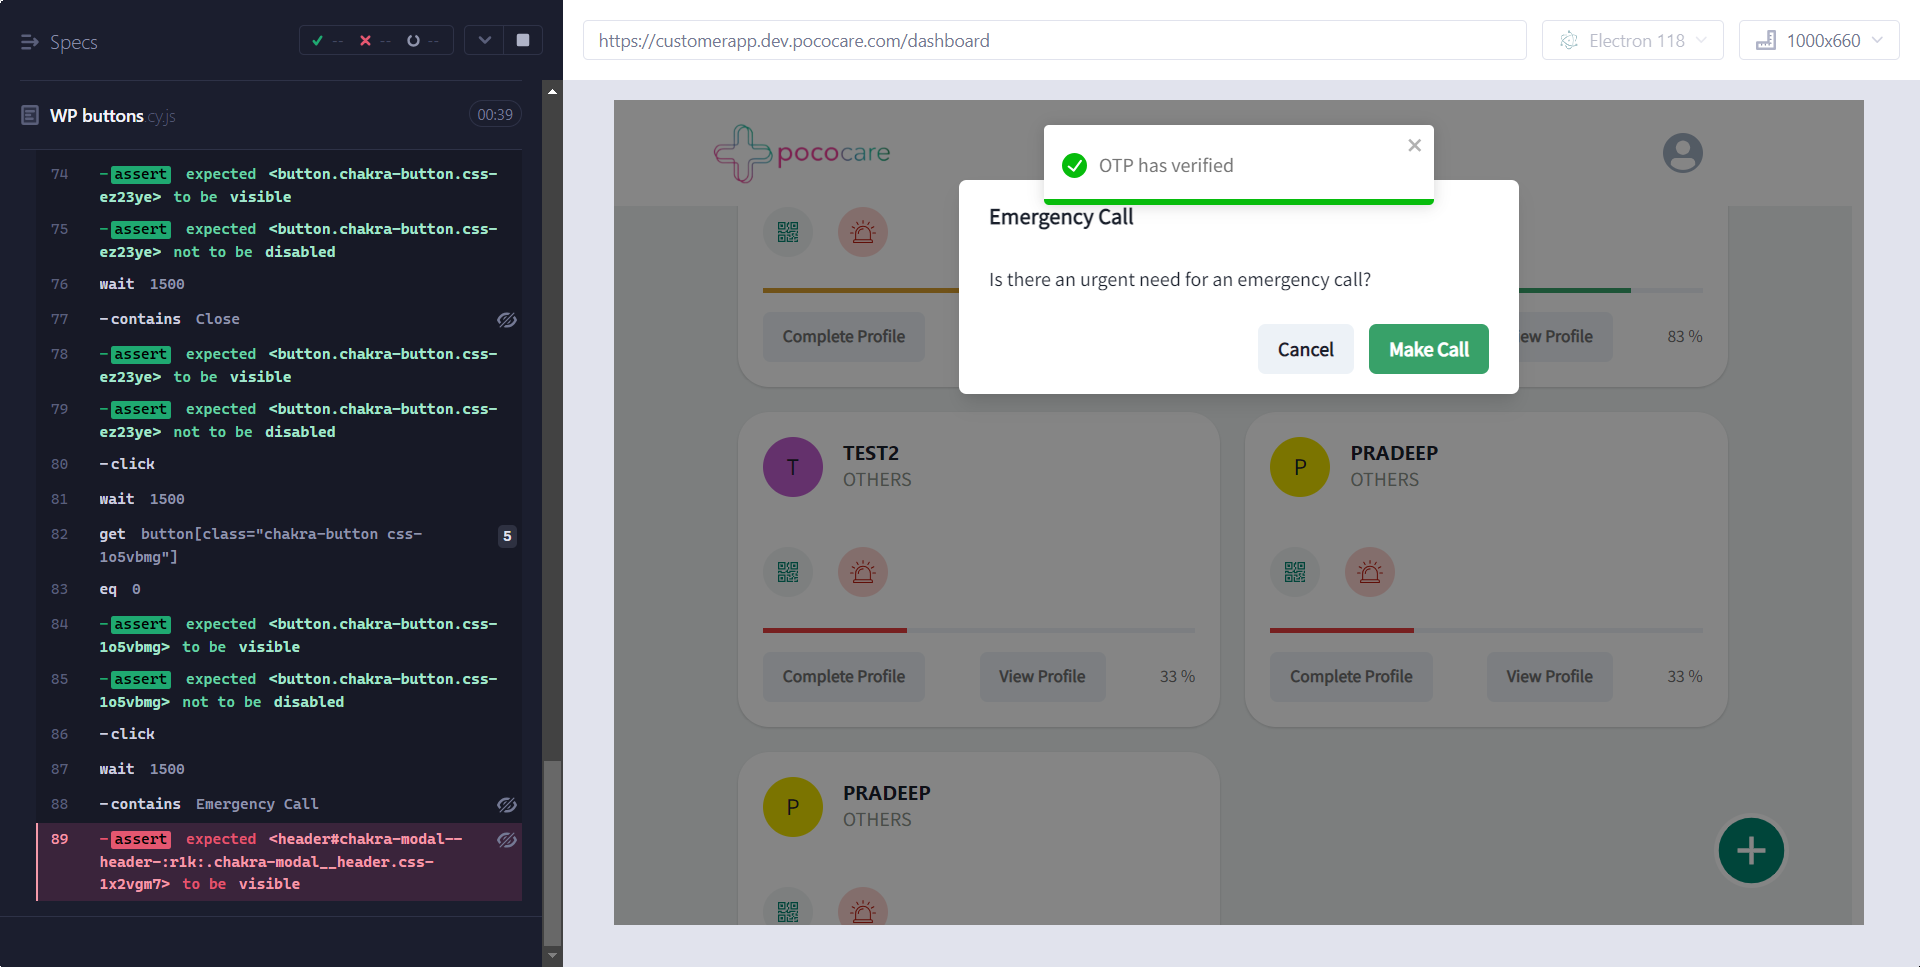 Specs
-- -- --
WP buttons.cy.js
00:39
74 -assert expected <button.chakra-button.css-
ez23ye> to be visible
75 -assert expected <button.chakra-button.css-
ez23ye> not to be disabled
76 wait 1500
77 -contains Close
78 -assert expected <button.chakra-button.css-
ez23ye> to be visible
79 -assert expected <button.chakra-button.css-
ez23ye> not to be disabled
80 -click
81 wait 1500
82 get button[class="chakra-button css-
1o5vbmg"]
5
83 eq 0
84 -assert expected <button.chakra-button.css-
1o5vbmg> to be visible
85 -assert expected <button.chakra-button.css-
1o5vbmg> not to be disabled
86 -click
87 wait 1500
88 -contains Emergency Call
89 -assert expected <header#chakra-modal--
header-:r1k:.chakra-modal__header.css-
1x2vgm7> to be visible
https://customerapp.dev.pococare.com/dashboard
Electron 118
1000x660
pococare
OTP has verified
Emergency Call
Is there an urgent need for an emergency call?
Cancel
Make Call
Complete Profile
ew Profile
83 %
TEST2
OTHERS
T
Complete Profile
View Profile
33 %
PRADEEP
OTHERS
P
Complete Profile
View Profile
33 %
PRADEEP
OTHERS
P